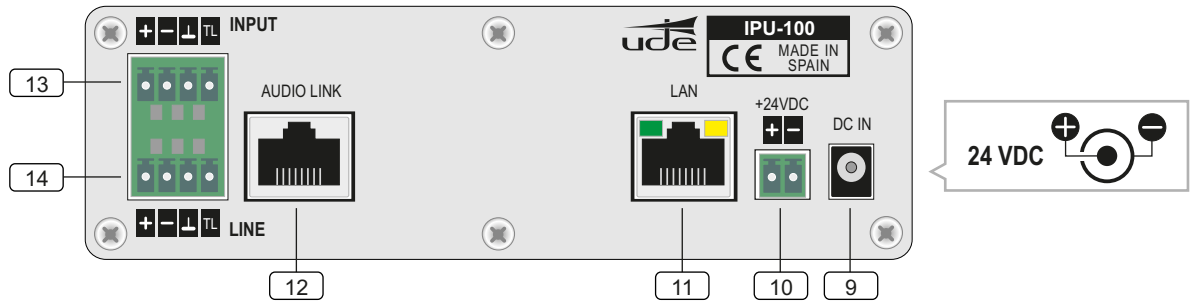 + - ⊥ TL INPUT
ude
IPU-100
CE MADE IN
SPAIN
13
AUDIO LINK
LAN
+24VDC
+ -
DC IN
24 VDC
+ -
14
+ - ⊥ TL LINE
12
11
10
9